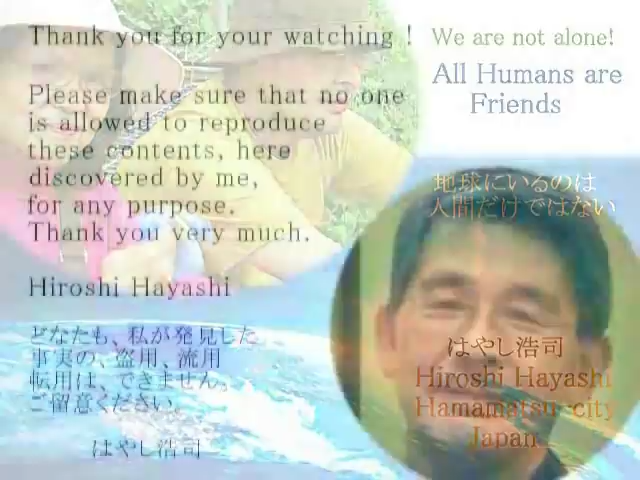 Thank you for your watching !
Please make sure that no one
is allowed to reproduce
these contents, here
discovered by me,
for any purpose.
Thank you very much.
Hiroshi Hayashi
どなたも、私が発見した
事実の、盗用、流用
転用は、できません。
ご留意ください。
はやし浩司
We are not alone!
All Humans are
Friends
地球にいるのは
人間だけではない
はやし浩司
Hiroshi Hayashi
Hamamatsu-city
Japan